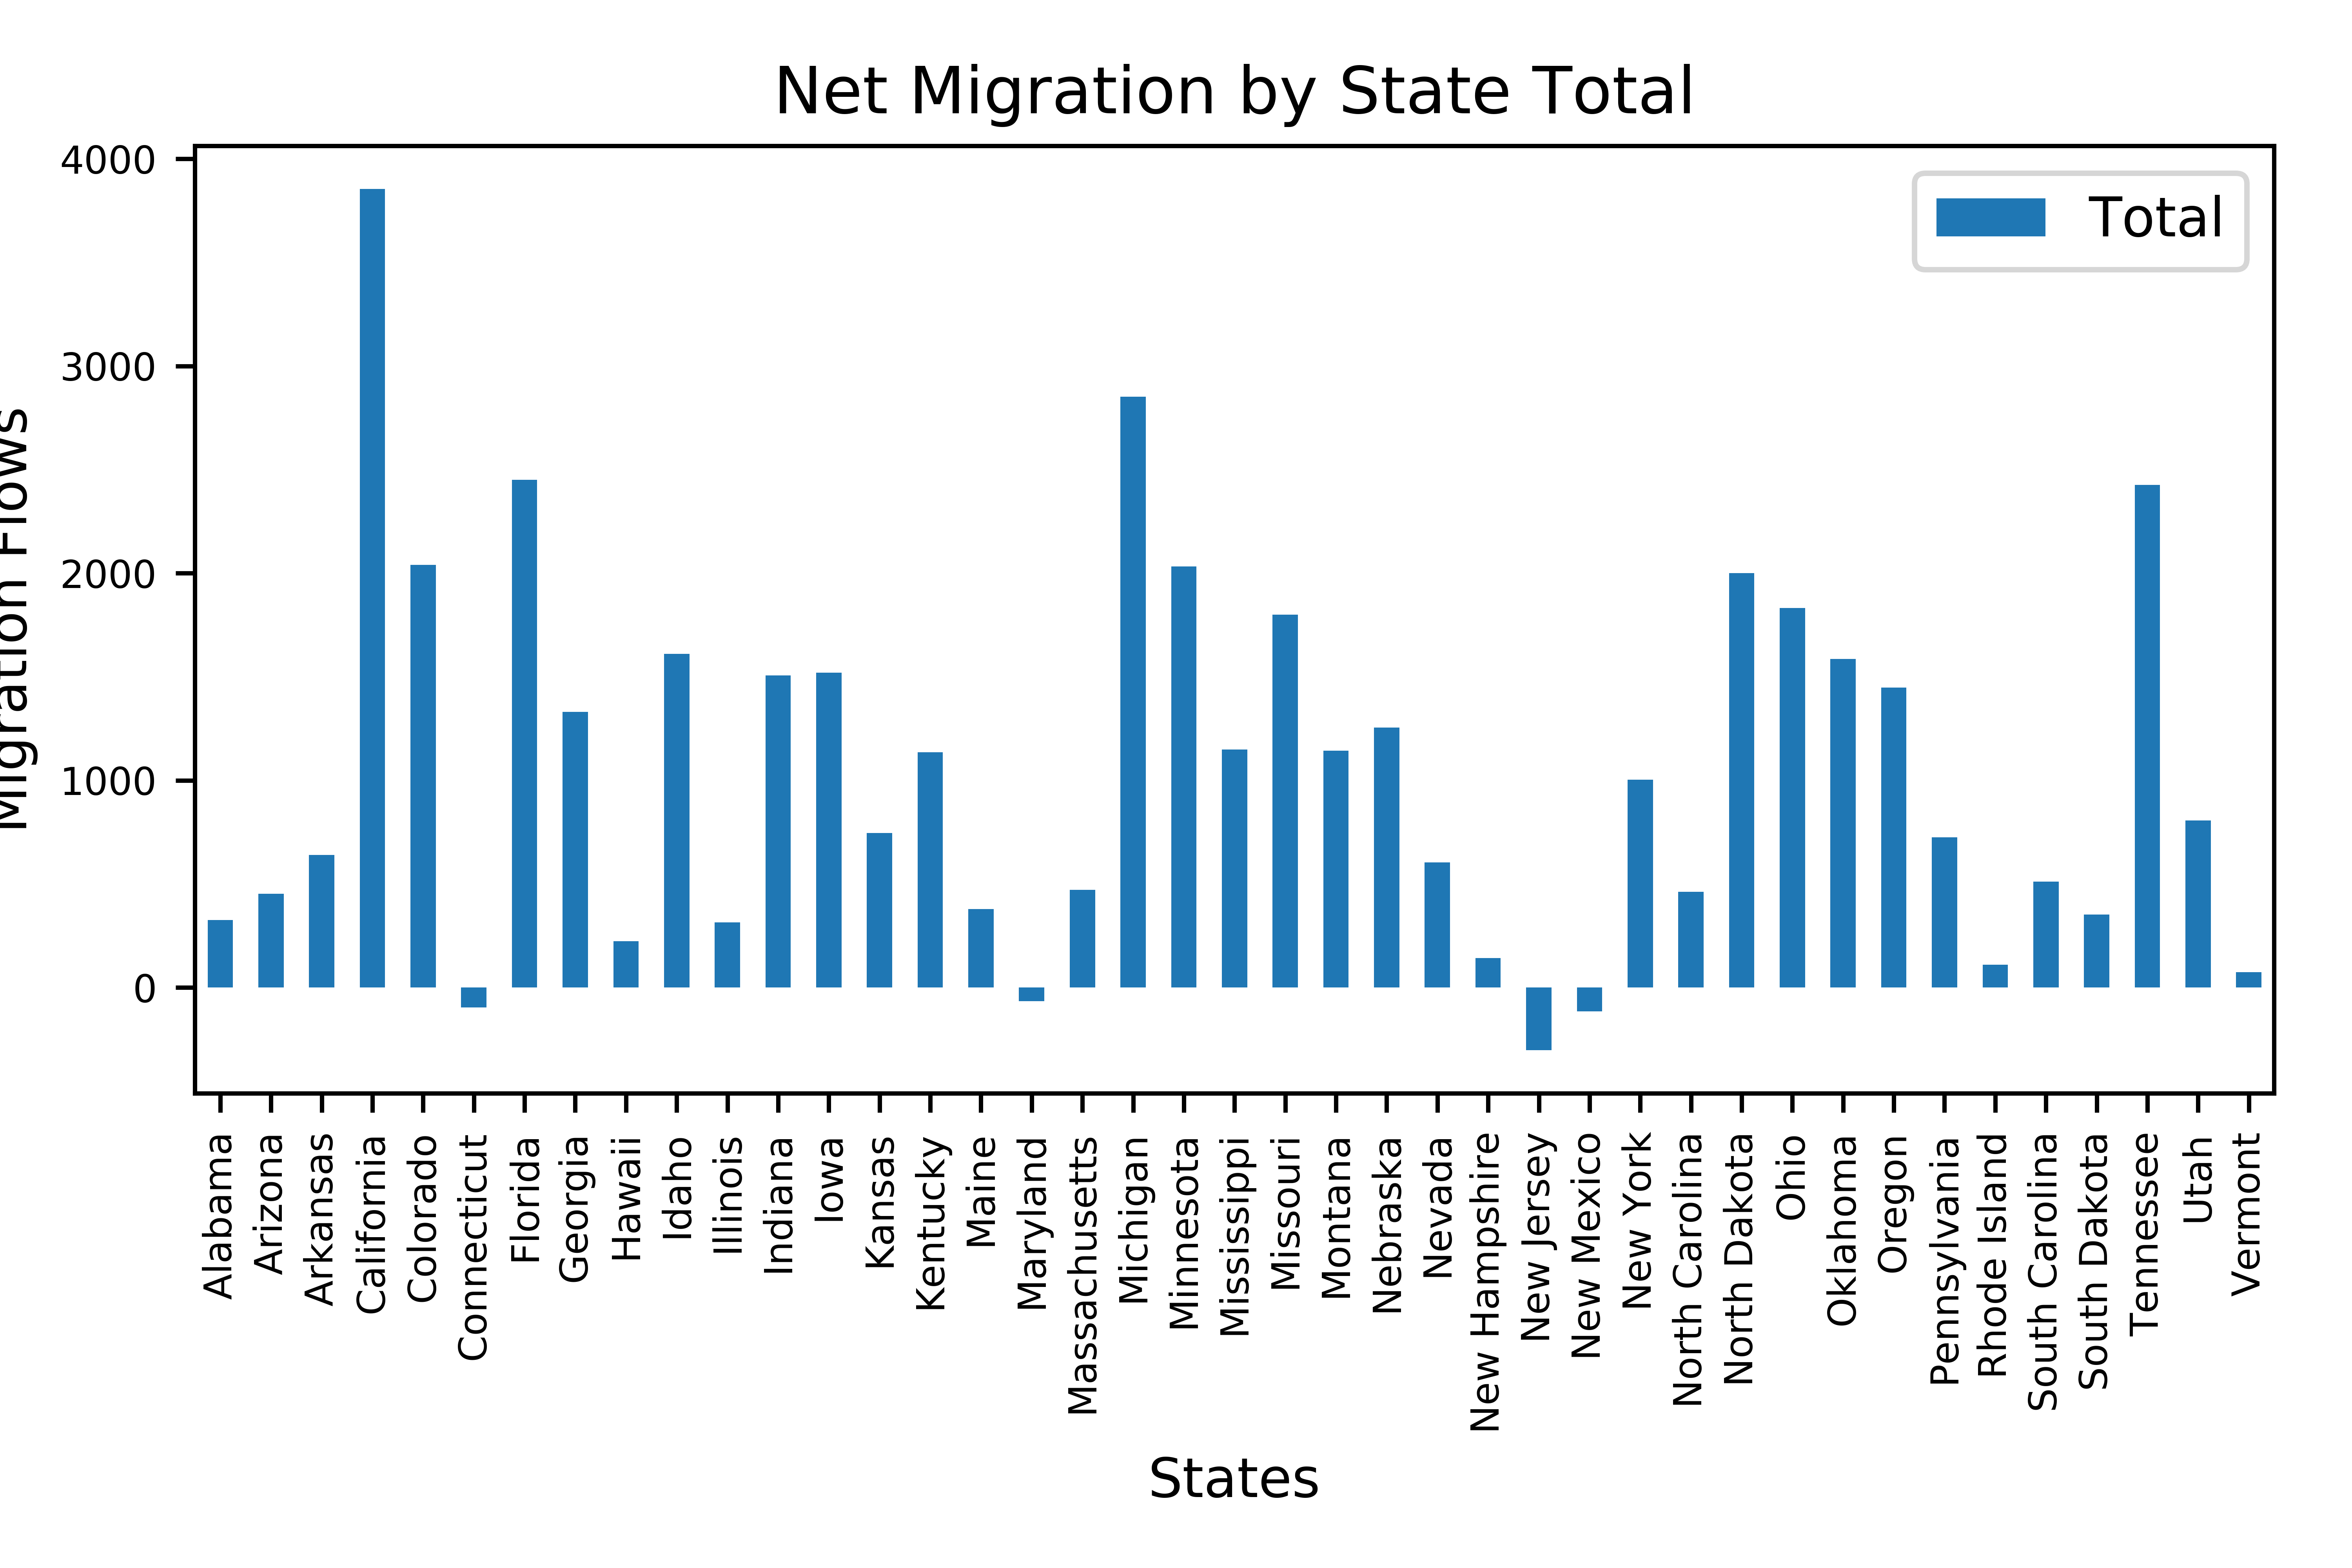 Net Migration by State Total
Total
4000
3000
2000
1000
0
Migration Flows
Alabama
Arizona
Arkansas
California
Colorado
Connecticut
Florida
Georgia
Hawaii
Idaho
Illinois
Indiana
Iowa
Kansas
Kentucky
Maine
Maryland
Massachusetts
Michigan
Minnesota
Mississippi
Missouri
Montana
Nebraska
Nevada
New Hampshire
New Jersey
New Mexico
New York
North Carolina
North Dakota
Ohio
Oklahoma
Oregon
Pennsylvania
Rhode Island
South Carolina
South Dakota
Tennessee
Utah
Vermont
States